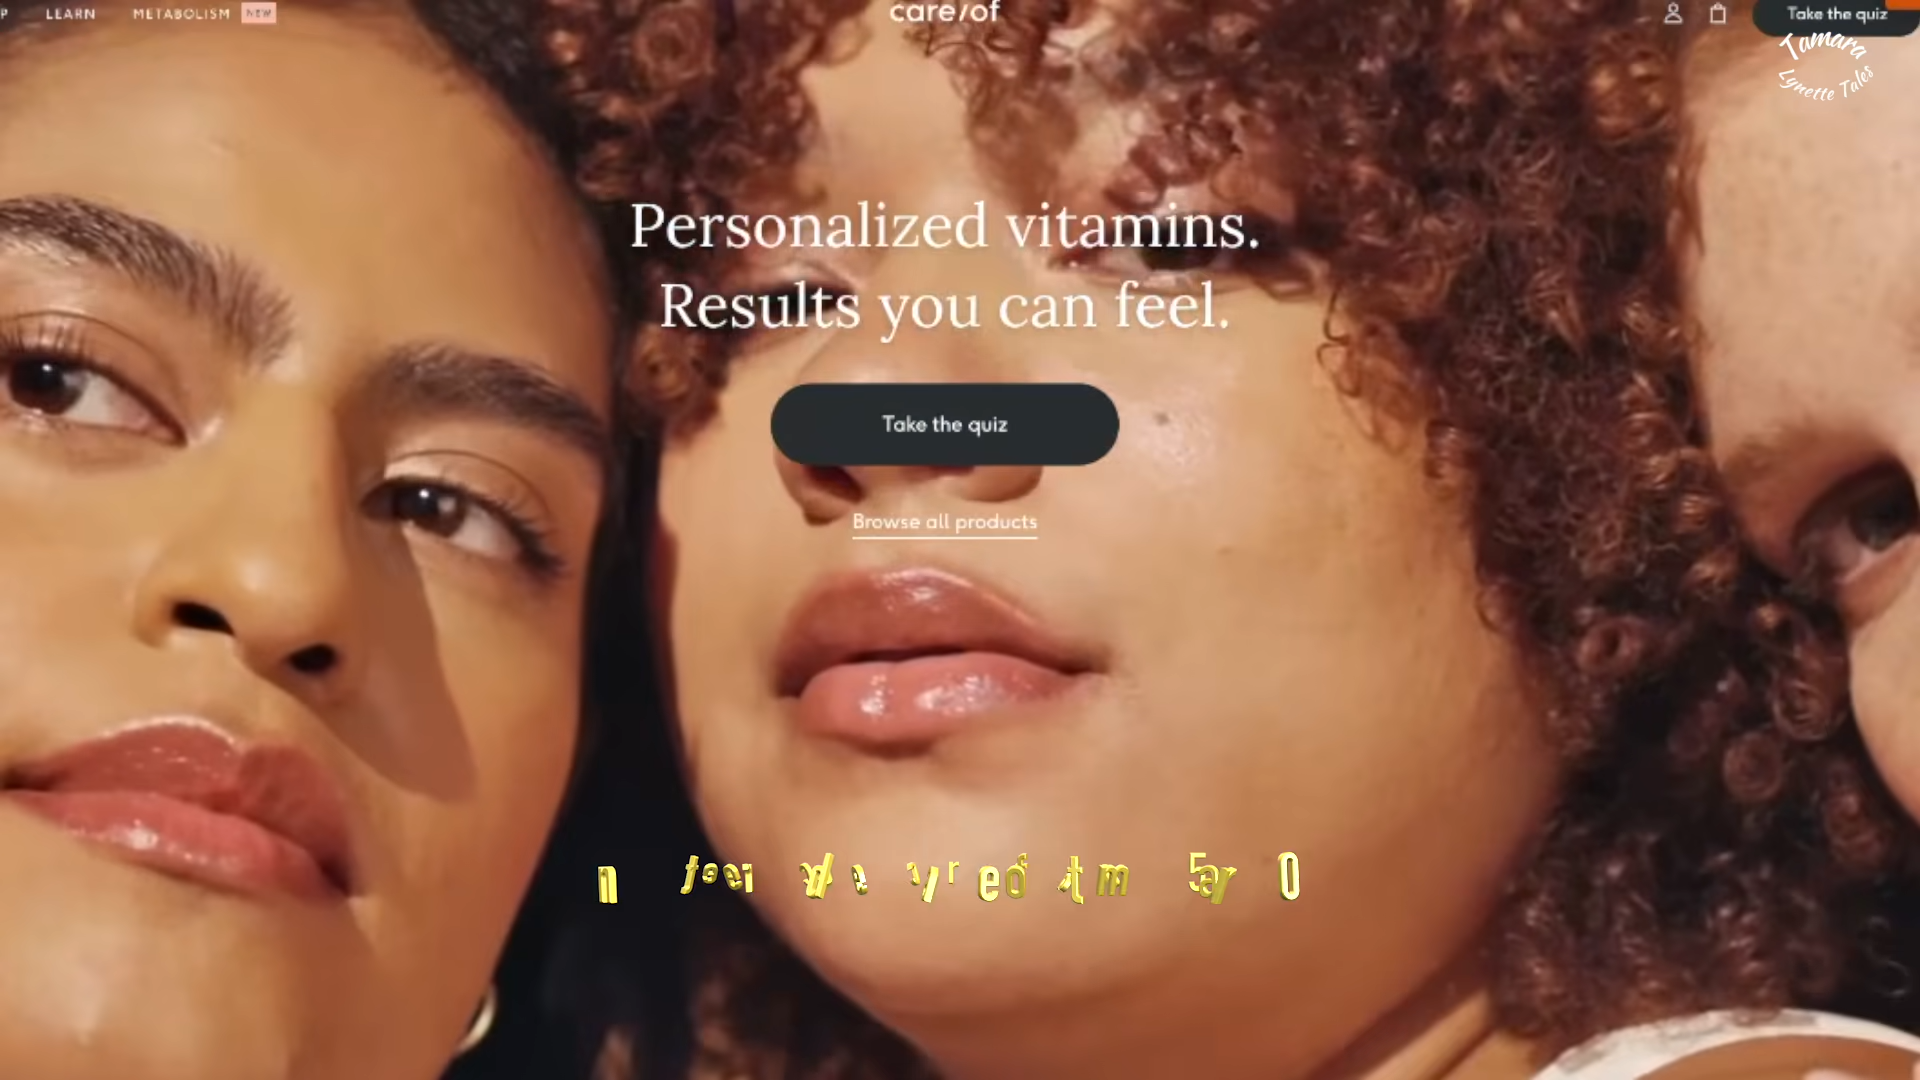 LEARN METABOLISM NEW care/of Take the quiz
Tamara
Lynette Tales
Personalized vitamins.
Results you can feel.
Take the quiz
Browse all products